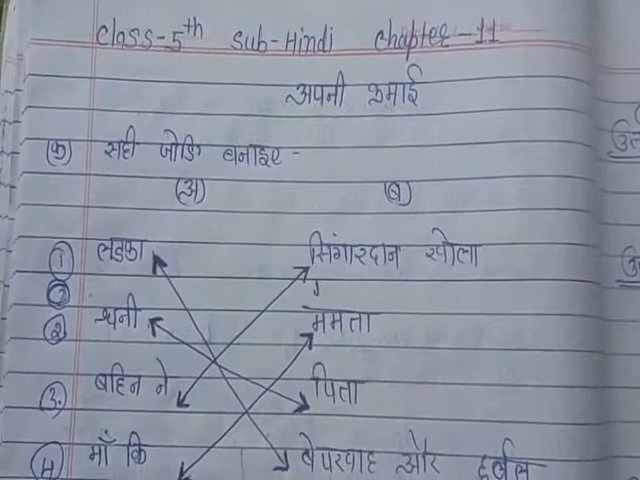 Class-5th Sub-Hindi Chapter-11
अपनी कमाई
(क) सही जोडि बनाइए -
(अ) (ब)
① लडका सिंगारदान खोला
② धनी ममता
③. बहिन ने पिता
④ माँ कि बेपरवाह और दुर्बल